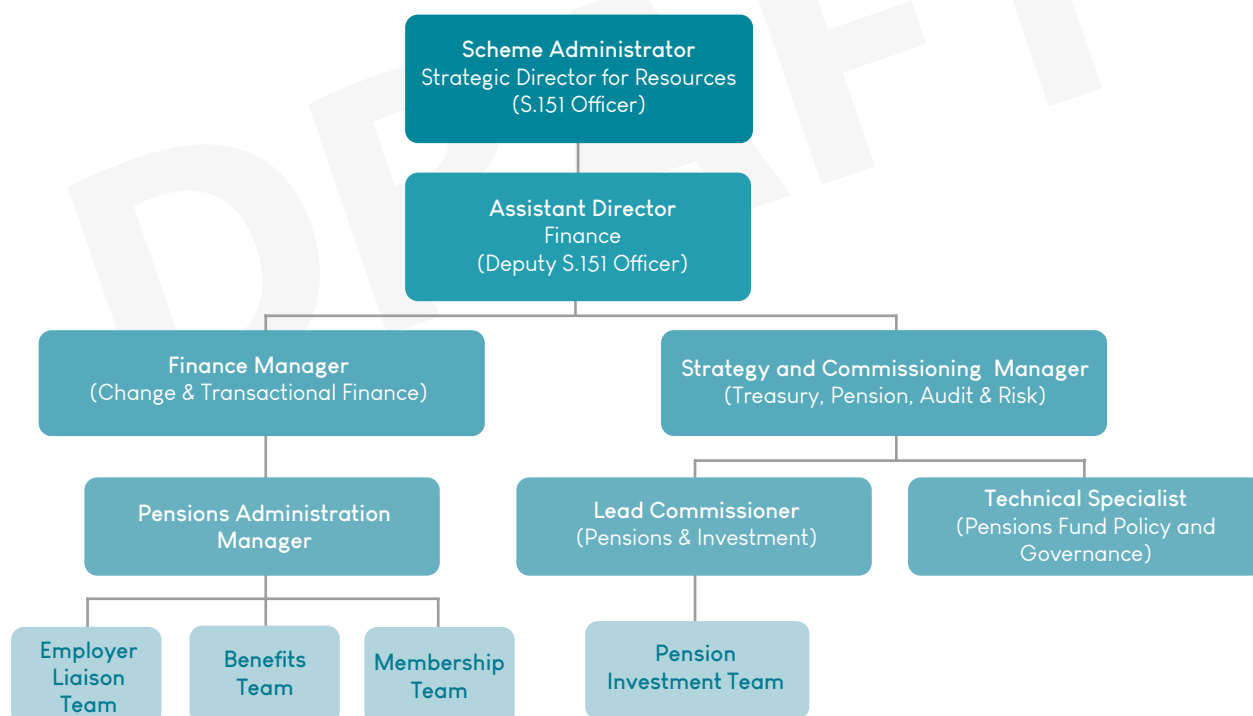 DRAFT
Scheme Administrator
Strategic Director for Resources
(S.151 Officer)
Assistant Director
Finance
(Deputy S.151 Officer)
Finance Manager
(Change & Transactional Finance)
Strategy and Commissioning Manager
(Treasury, Pension, Audit & Risk)
Pensions Administration
Manager
Lead Commissioner
(Pensions & Investment)
Technical Specialist
(Pensions Fund Policy and
Governance)
Employer
Liaison
Team
Benefits
Team
Membership
Team
Pension
Investment Team